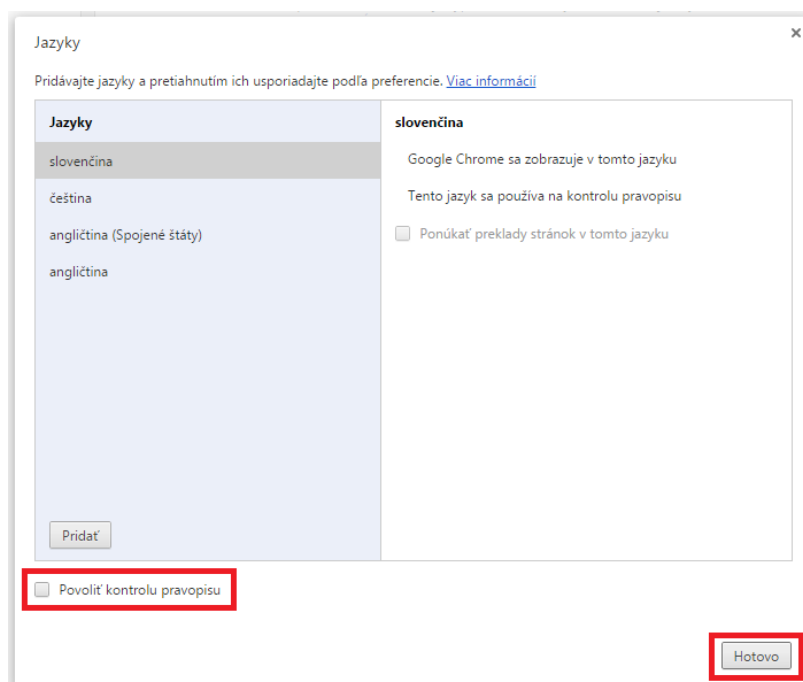 Jazyky
Pridávajte jazyky a pretiahnutím ich usporiadajte podľa preferencie. Viac informácií
Jazyky
slovenčina
čeština
angličtina (Spojené štáty)
angličtina
Pridať
slovenčina
Google Chrome sa zobrazuje v tomto jazyku
Tento jazyk sa používa na kontrolu pravopisu
Ponúkať preklady stránok v tomto jazyku
Povoliť kontrolu pravopisu
Hotovo